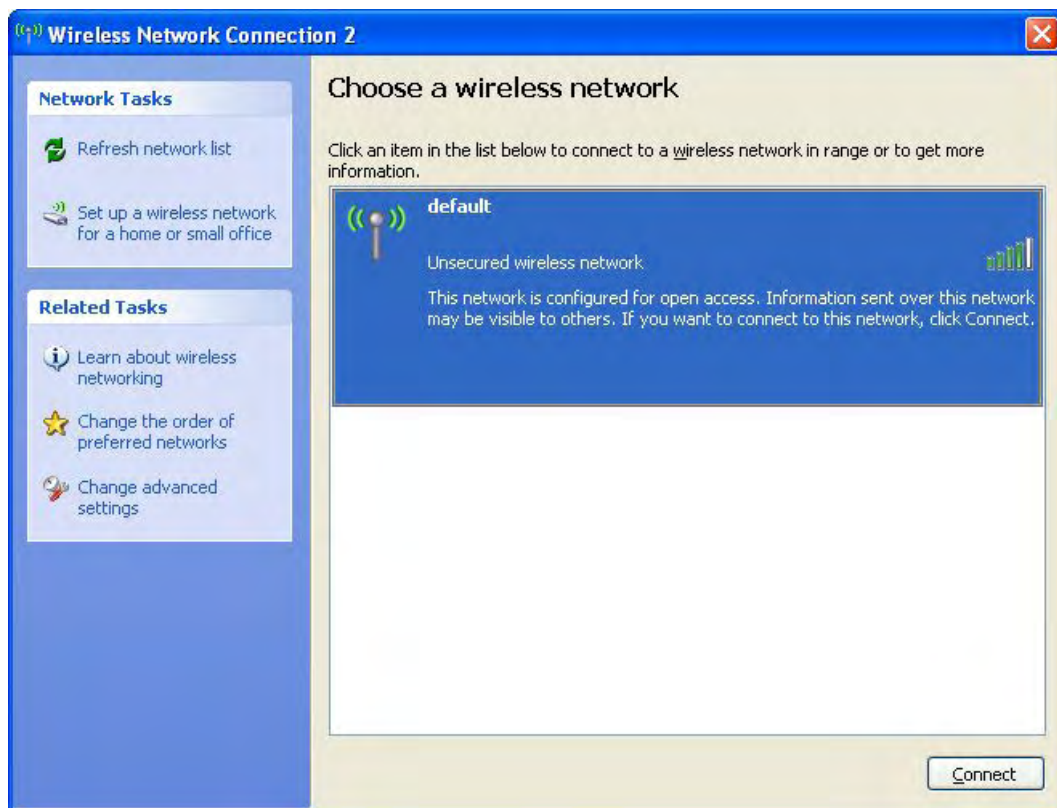 Wireless Network Connection 2
Network Tasks
Refresh network list
Set up a wireless network
for a home or small office
Related Tasks
Learn about wireless
networking
Change the order of
preferred networks
Change advanced
settings
Choose a wireless network
Click an item in the list below to connect to a wireless network in range or to get more
information.
default
Unsecured wireless network
This network is configured for open access. Information sent over this network
may be visible to others. If you want to connect to this network, click Connect.
Connect